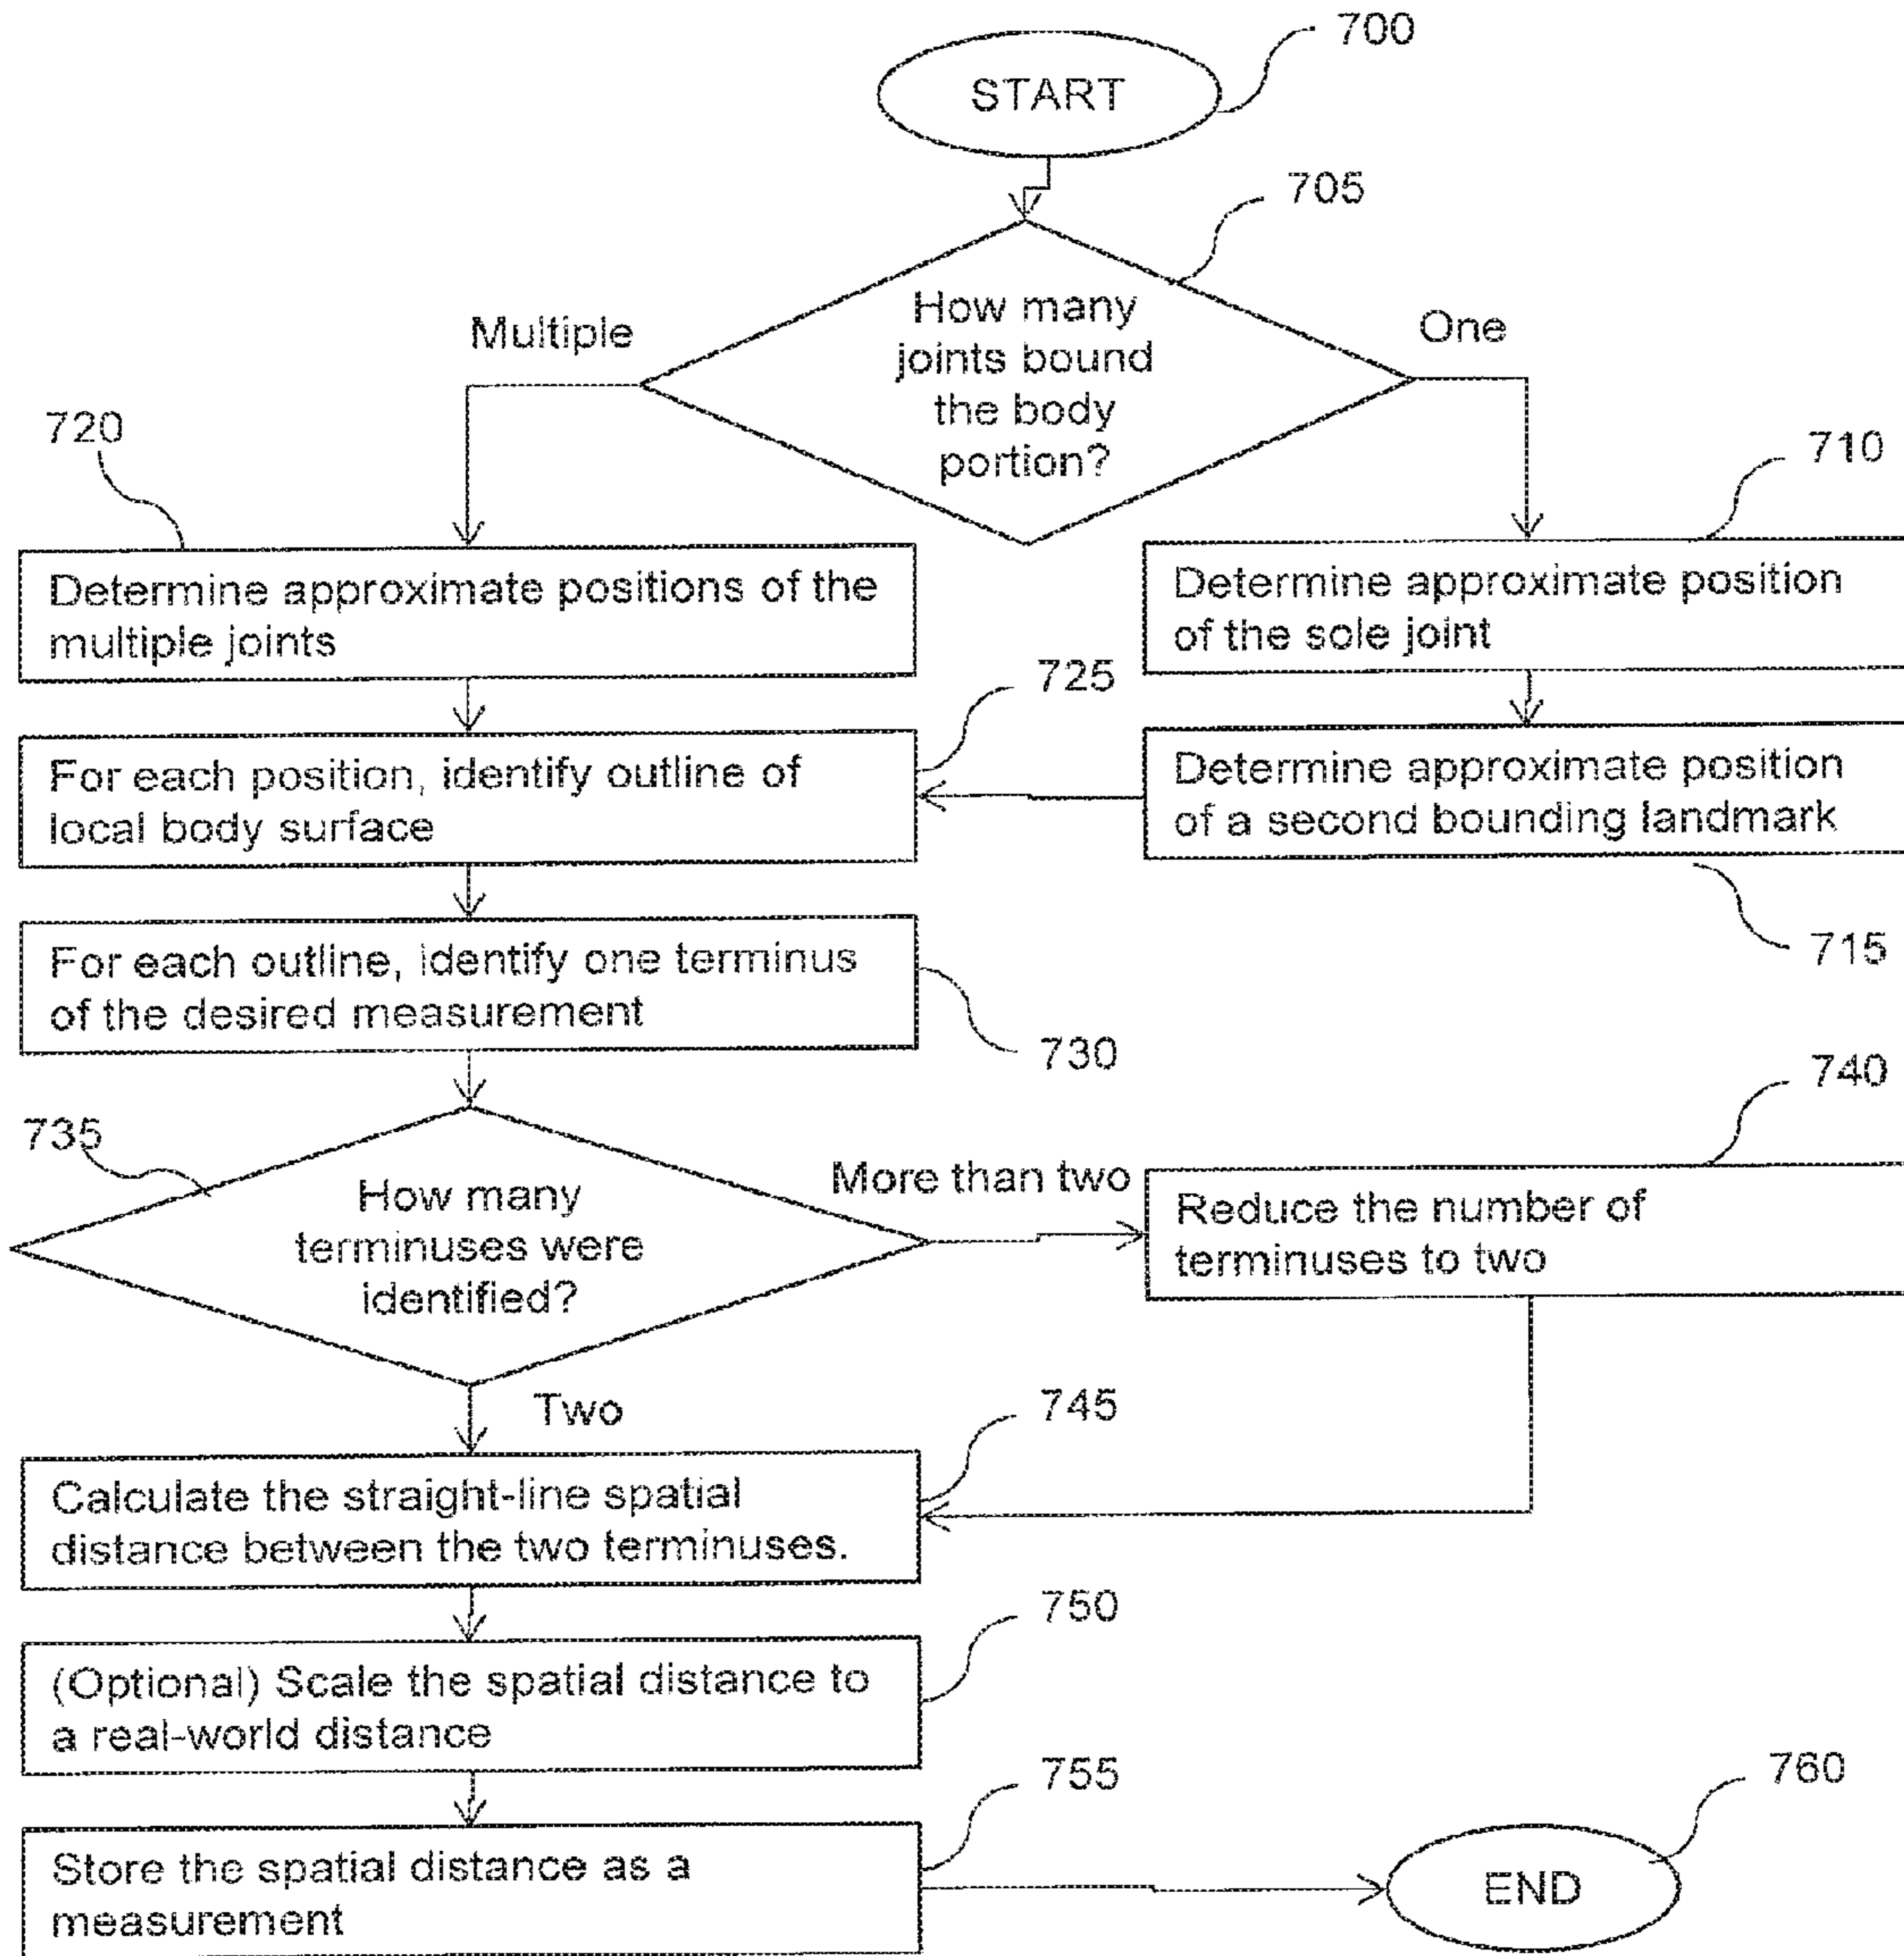 700
START
705
How many
joints bound
the body
portion?
Multiple
One
720
710
Determine approximate positions of the
multiple joints
Determine approximate position
of the sole joint
725
For each position, identify outline of
local body surface
Determine approximate position
of a second bounding landmark
715
For each outline, identify one terminus
of the desired measurement
730
740
735
How many
terminuses were
identified?
More than two
Reduce the number of
terminuses to two
Two
745
Calculate the straight-line spatial
distance between the two terminuses.
750
(Optional) Scale the spatial distance to
a real-world distance
755
760
Store the spatial distance as a
measurement
END